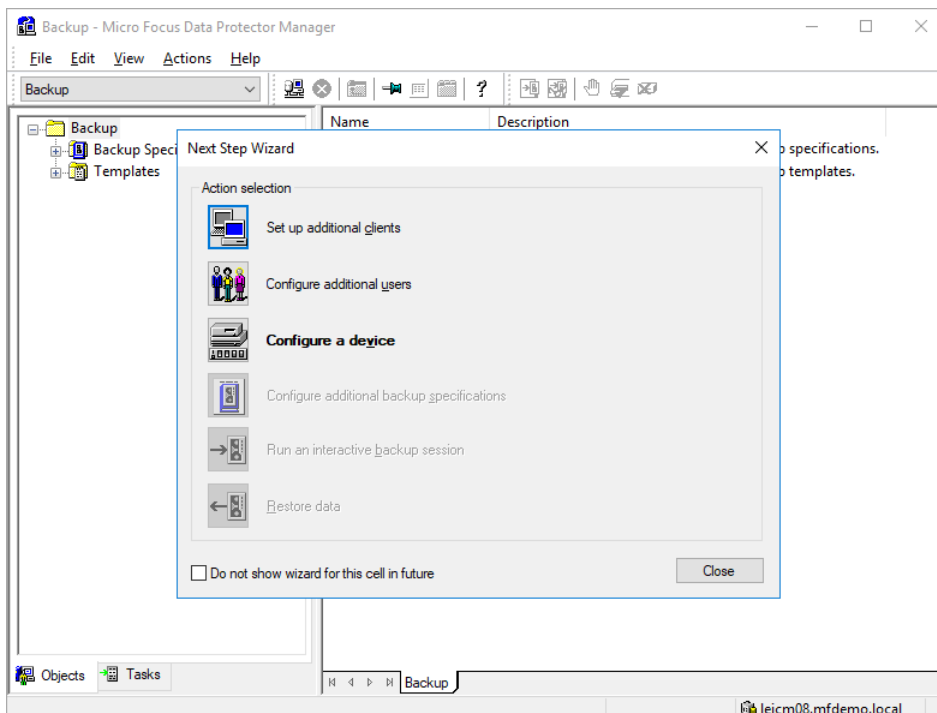 Backup - Micro Focus Data Protector Manager
File Edit View Actions Help
Backup
Name Description
Backup
Backup Speci
specifications.
Templates
templates.
Next Step Wizard
Action selection
Set up additional clients
Configure additional users
Configure a device
Configure additional backup specifications
Run an interactive backup session
Restore data
Do not show wizard for this cell in future
Close
Objects Tasks
Backup
leicm08.mfdemo.local